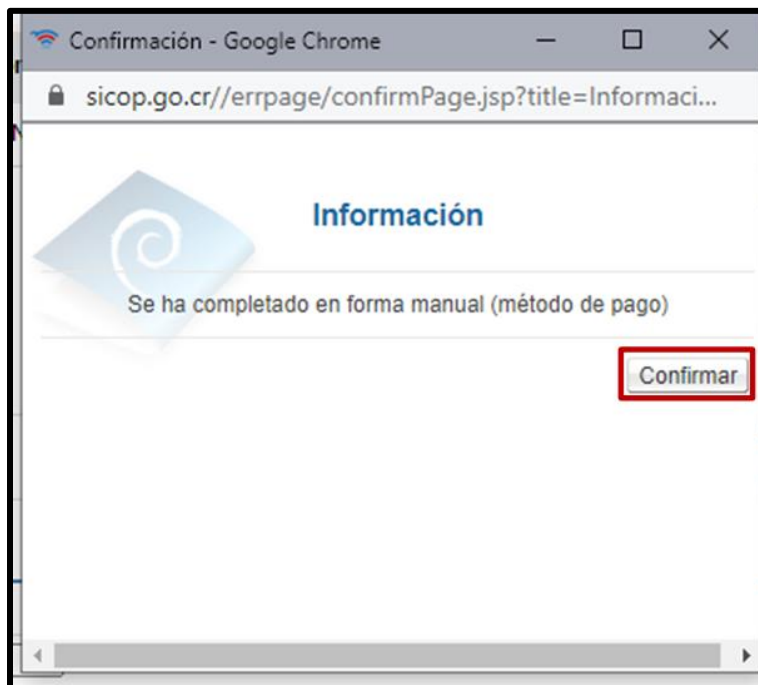 Confirmación - Google Chrome
sicop.go.cr//errpage/confirmPage.jsp?title=Informaci...
Información
Se ha completado en forma manual (método de pago)
Confirmar